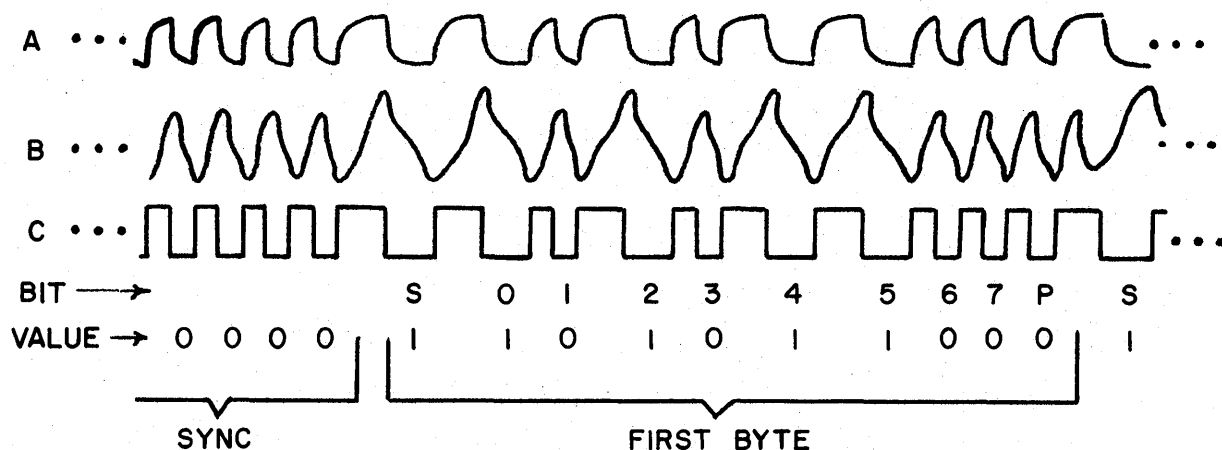 A
B
C
BIT → S 0 1 2 3 4 5 6 7 P S
VALUE → 0 0 0 0 1 1 0 1 0 1 1 0 0 0 1
SYNC FIRST BYTE